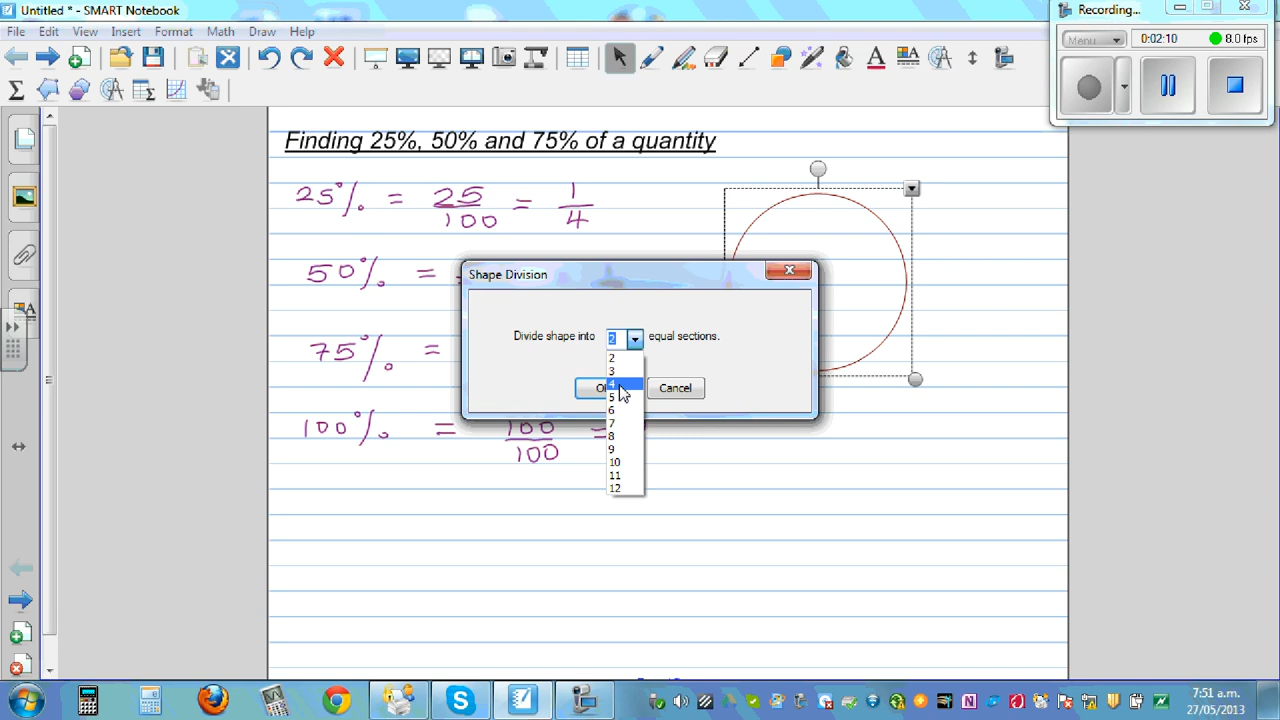 Untitled * - SMART Notebook
Recording...
File Edit View Insert Format Math Draw Help
Menu 0:02:10 8.0 fps
Finding 25%, 50% and 75% of a quantity
25% = 25/100 = 1/4
50% =
Shape Division
Divide shape into 2 equal sections.
2
3
4
5
6
7
8
9
10
11
12
Cancel
75% =
100% = 100/100 =
7:51 a.m.
27/05/2013